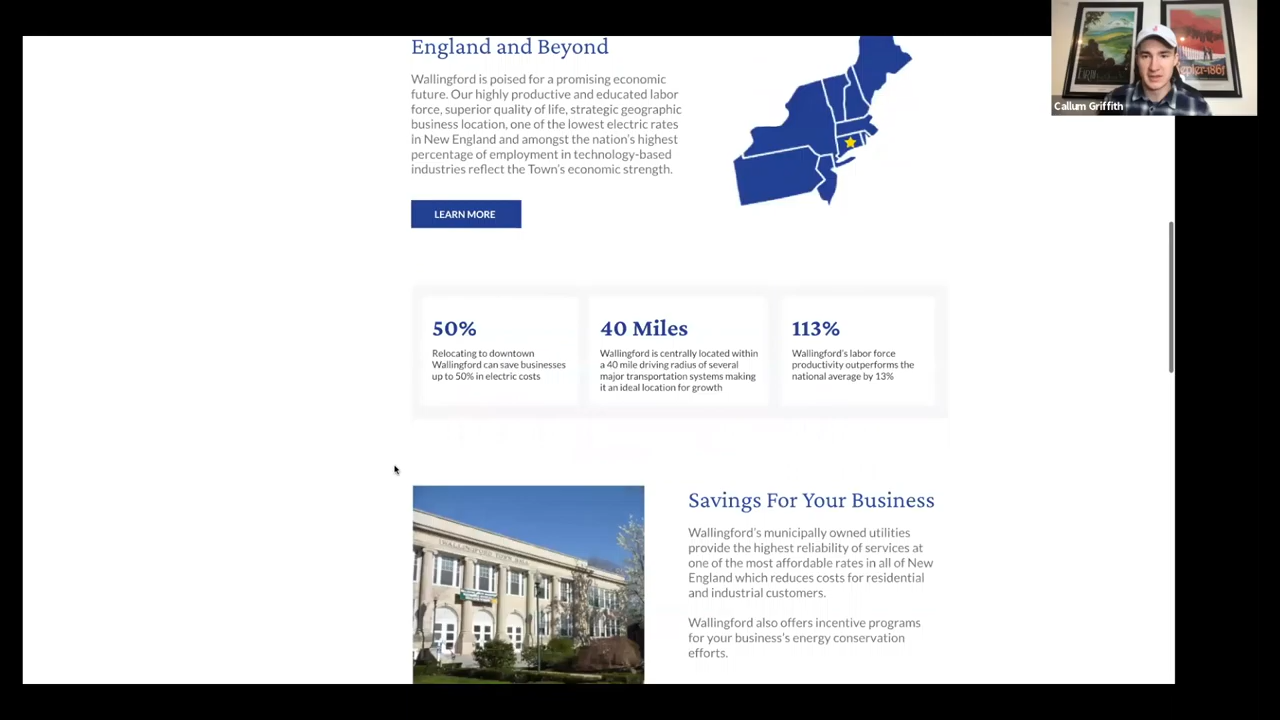 England and Beyond
Wallingford is poised for a promising economic
future. Our highly productive and educated labor
force, superior quality of life, strategic geographic
business location, one of the lowest electric rates
in New England and amongst the nation's highest
percentage of employment in technology-based
industries reflect the Town's economic strength.
LEARN MORE
Callum Griffith
Kepler-186f
50%
Relocating to downtown
Wallingford can save businesses
up to 50% in electric costs
40 Miles
Wallingford is centrally located within
a 40 mile driving radius of several
major transportation systems making
it an ideal location for growth
113%
Wallingford's labor force
productivity outperforms the
national average by 13%
WALLINGFORD TOWN HALL
Savings For Your Business
Wallingford's municipally owned utilities
provide the highest reliability of services at
one of the most affordable rates in all of New
England which reduces costs for residential
and industrial customers.
Wallingford also offers incentive programs
for your business's energy conservation
efforts.